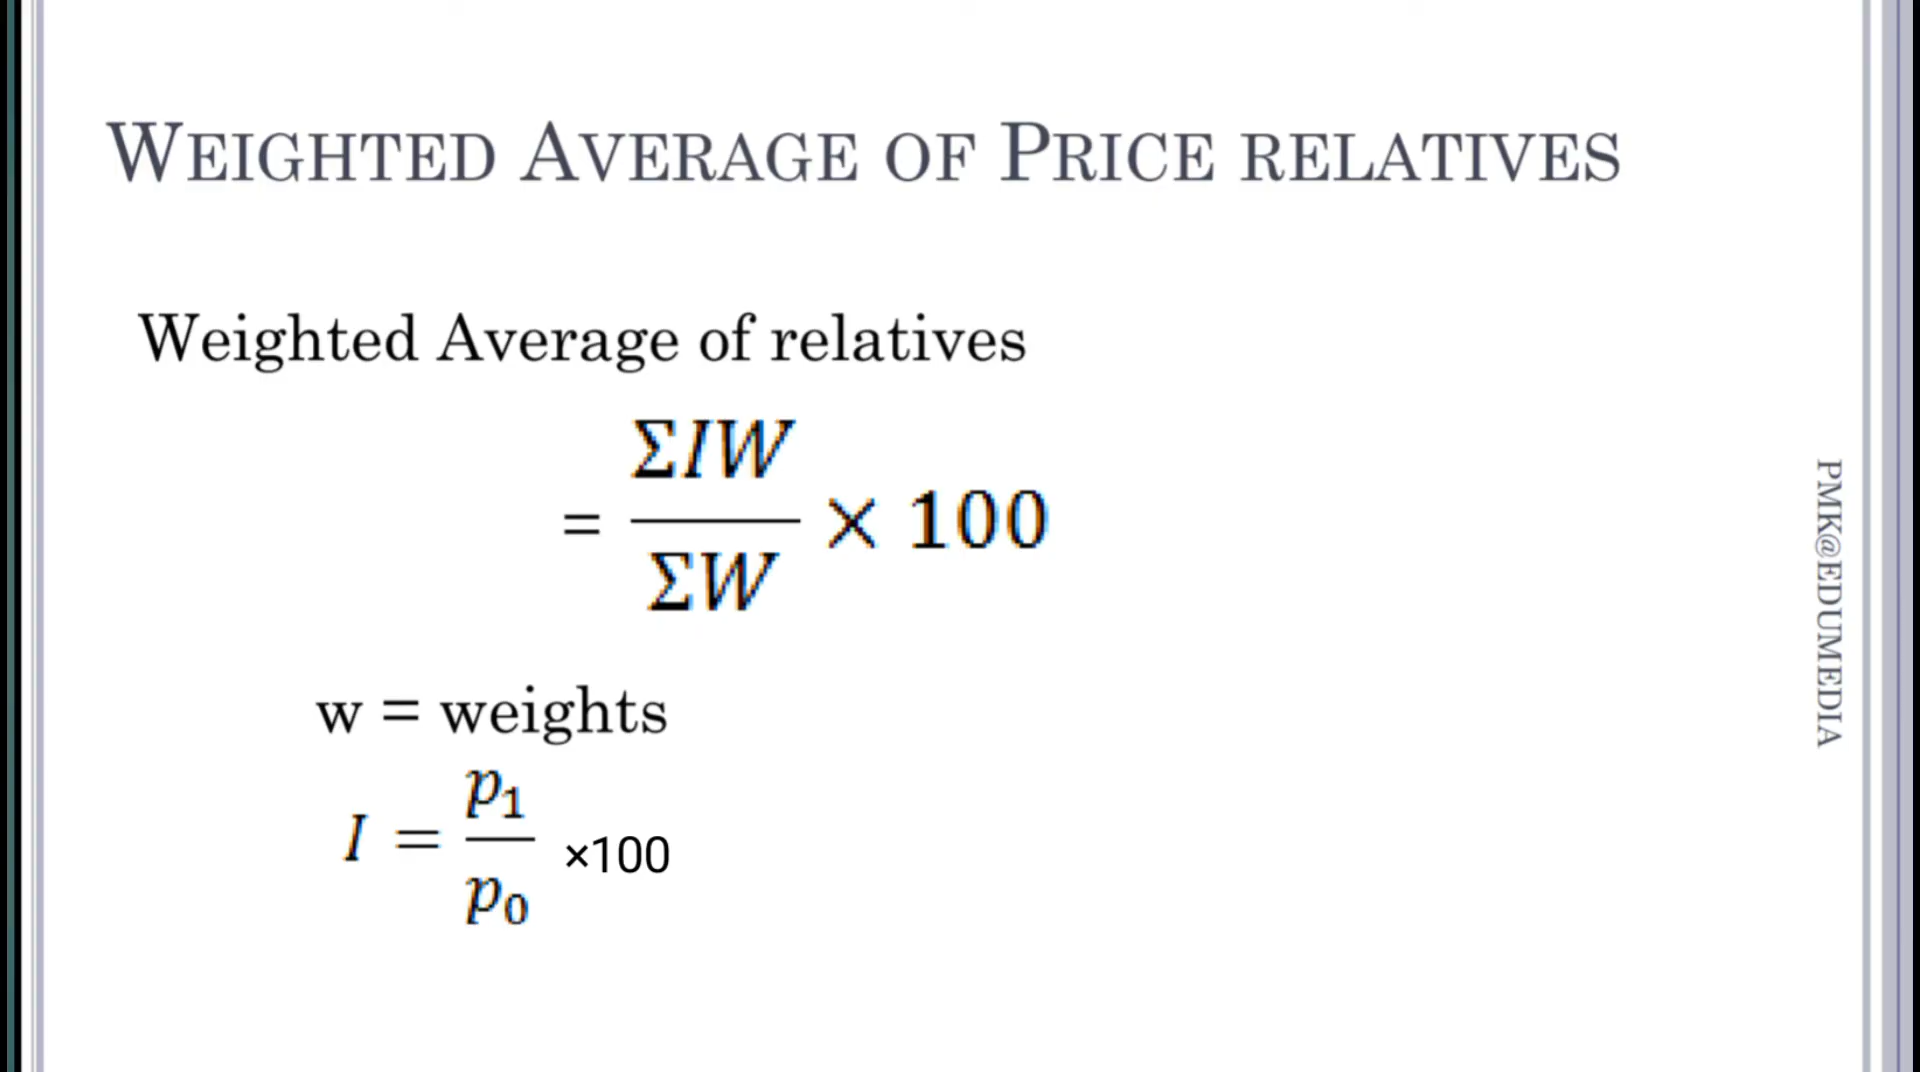 WEIGHTED AVERAGE OF PRICE RELATIVES
Weighted Average of relatives
= ΣIW / ΣW × 100
w = weights
I = p₁ / p₀ ×100
PMK@EDUMEDIA